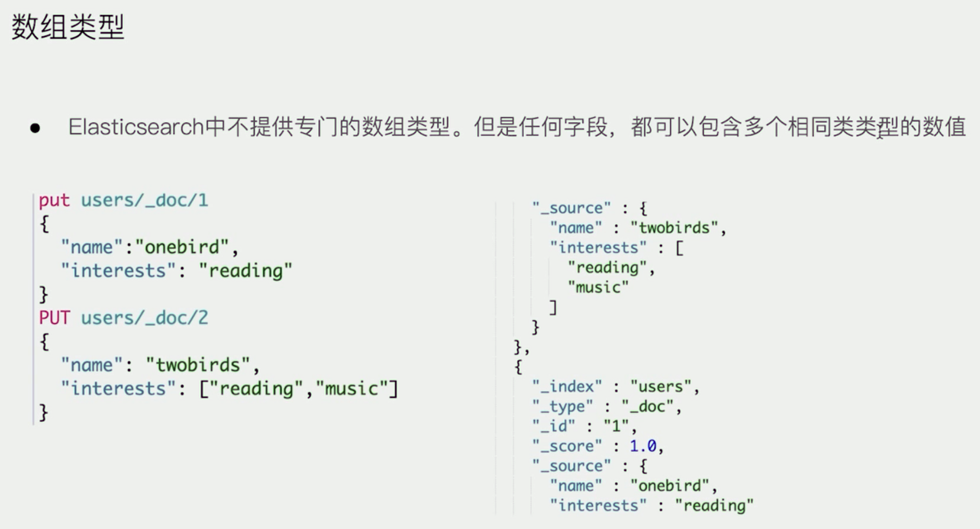 数组类型
● Elasticsearch中不提供专门的数组类型。但是任何字段，都可以包含多个相同类类型的数值
put users/_doc/1
{
"name":"onebird",
"interests": "reading"
}
PUT users/_doc/2
{
"name": "twobirds",
"interests": ["reading","music"]
}
"_source" : {
"name" : "twobirds",
"interests" : [
"reading",
"music"
]
}
},
{
"_index" : "users",
"_type" : "_doc",
"_id" : "1",
"_score" : 1.0,
"_source" : {
"name" : "onebird",
"interests" : "reading"